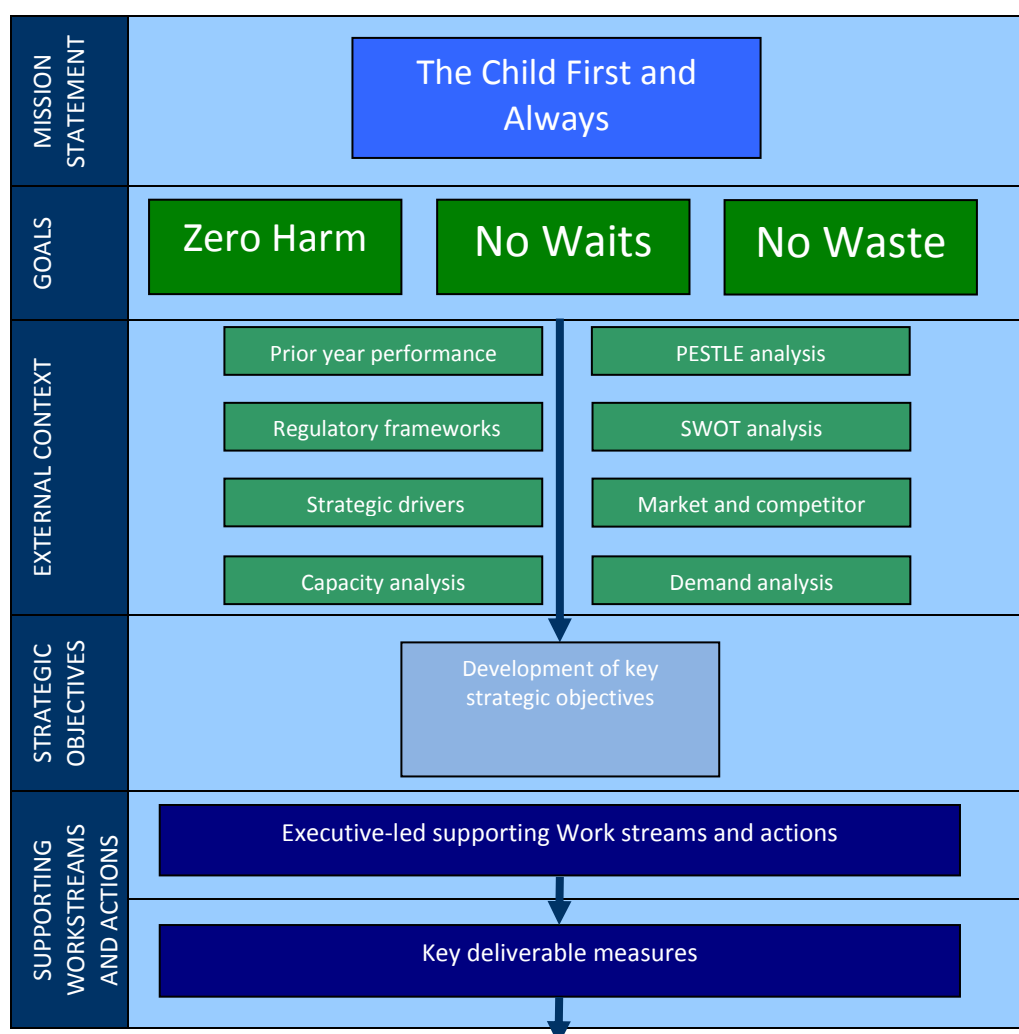 MISSION
STATEMENT
The Child First and
Always
GOALS
Zero Harm
No Waits
No Waste
EXTERNAL CONTEXT
Prior year performance
PESTLE analysis
Regulatory frameworks
SWOT analysis
Strategic drivers
Market and competitor
Capacity analysis
Demand analysis
STRATEGIC
OBJECTIVES
Development of key
strategic objectives
SUPPORTING
WORKSTREAMS
AND ACTIONS
Executive-led supporting Work streams and actions
Key deliverable measures